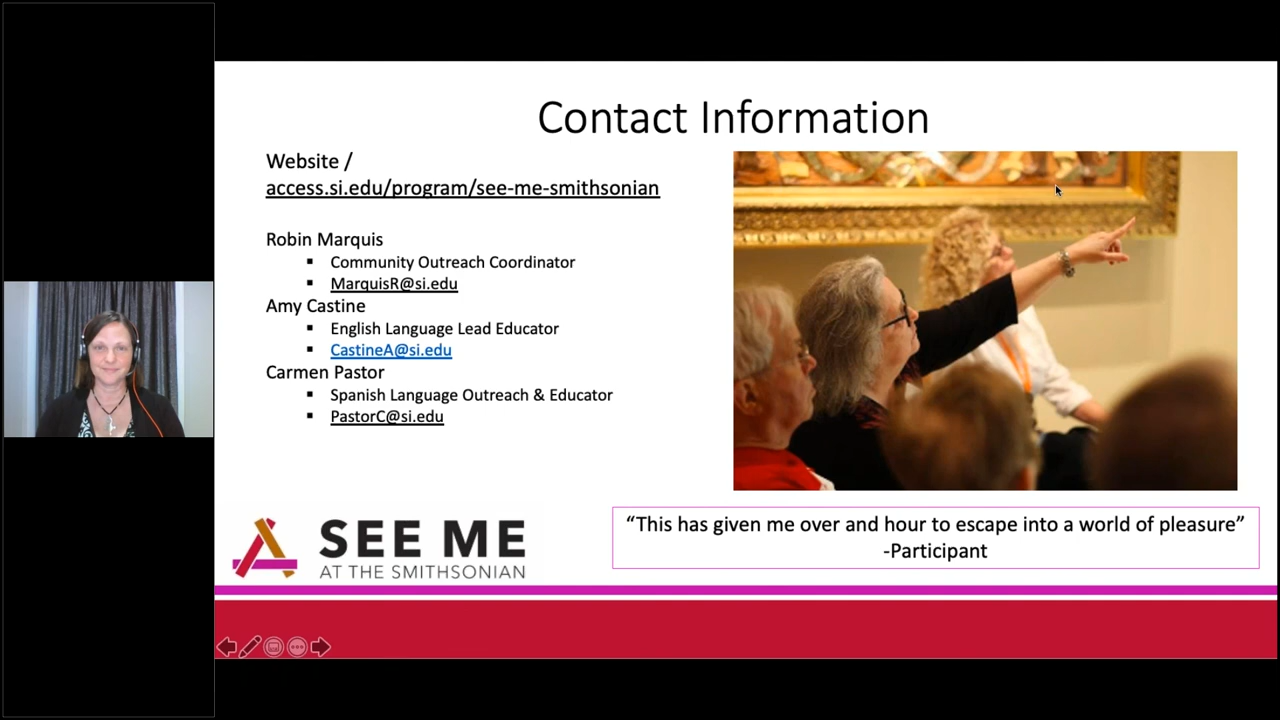 Contact Information
Website /
access.si.edu/program/see-me-smithsonian
Robin Marquis
▪ Community Outreach Coordinator
▪ MarquisR@si.edu
Amy Castine
▪ English Language Lead Educator
▪ CastineA@si.edu
Carmen Pastor
▪ Spanish Language Outreach & Educator
▪ PastorC@si.edu
SEE ME
AT THE SMITHSONIAN
“This has given me over and hour to escape into a world of pleasure”
-Participant